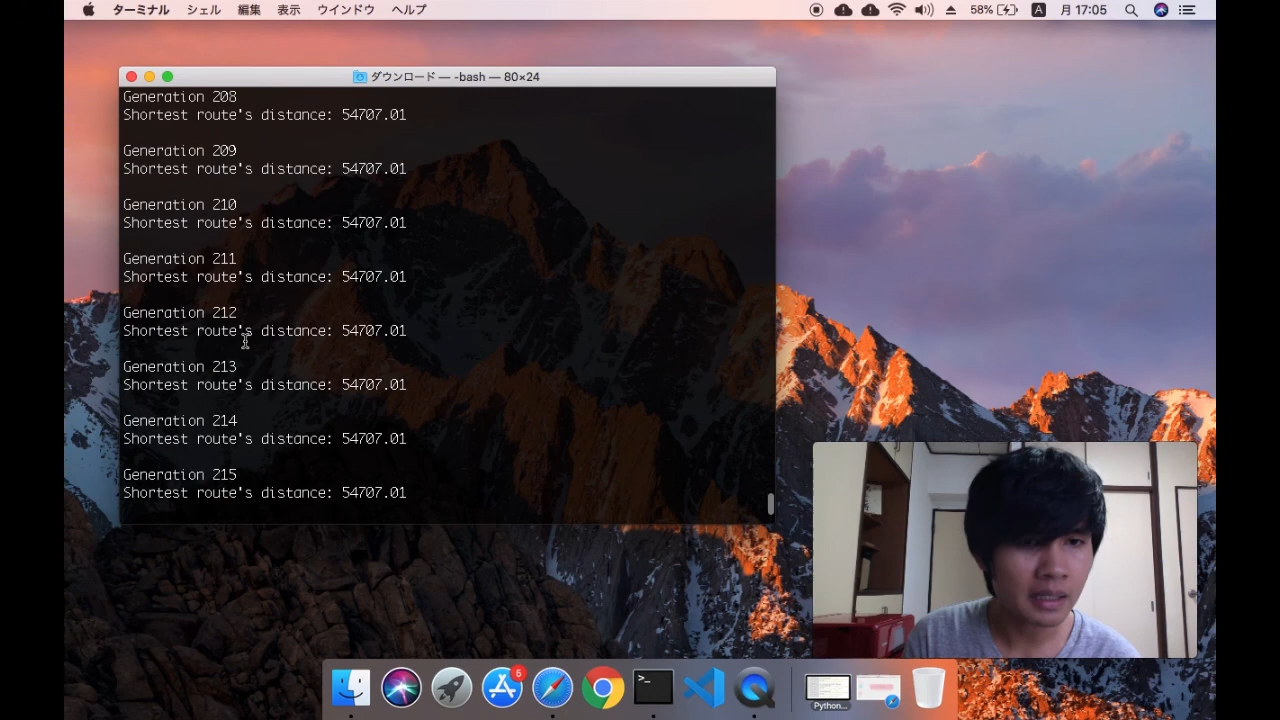 ターミナル シェル 編集 表示 ウインドウ ヘルプ 58% A 月 17:05
ダウンロード — -bash — 80×24
Generation 208
Shortest route's distance: 54707.01
Generation 209
Shortest route's distance: 54707.01
Generation 210
Shortest route's distance: 54707.01
Generation 211
Shortest route's distance: 54707.01
Generation 212
Shortest route's distance: 54707.01
Generation 213
Shortest route's distance: 54707.01
Generation 214
Shortest route's distance: 54707.01
Generation 215
Shortest route's distance: 54707.01
5
>_
Python...